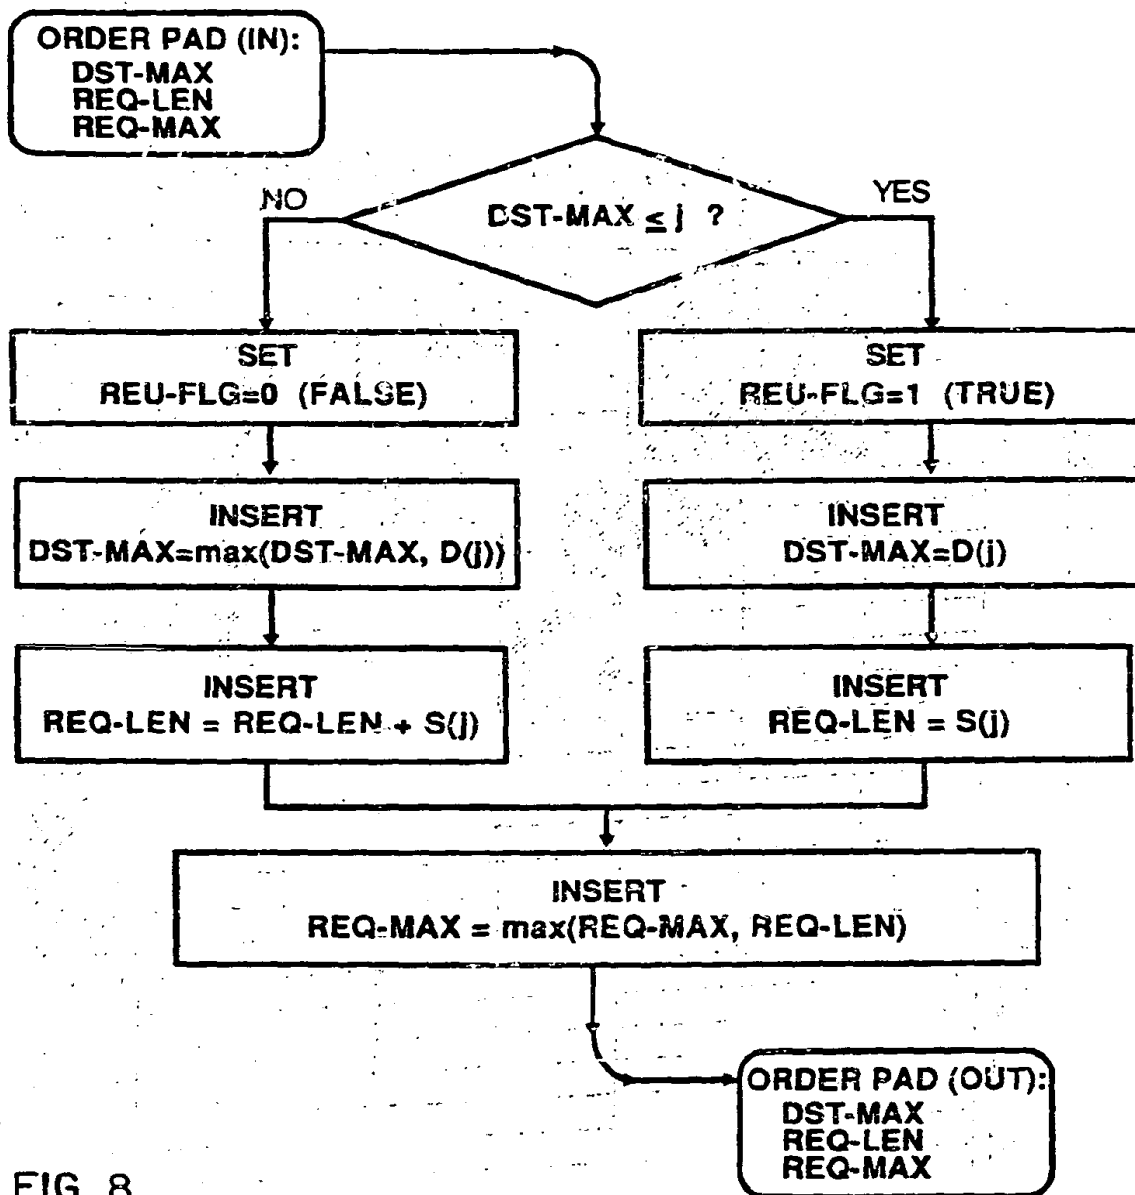 ORDER PAD (IN):
DST-MAX
REQ-LEN
REQ-MAX
NO
DST-MAX ≤ j ?
YES
SET
REU-FLG=0 (FALSE)
SET
REU-FLG=1 (TRUE)
INSERT
DST-MAX=max(DST-MAX, D(j))
INSERT
DST-MAX=D(j)
INSERT
REQ-LEN = REQ-LEN + S(j)
INSERT
REQ-LEN = S(j)
INSERT
REQ-MAX = max(REQ-MAX, REQ-LEN)
ORDER PAD (OUT):
DST-MAX
REQ-LEN
REQ-MAX
FIG. 8